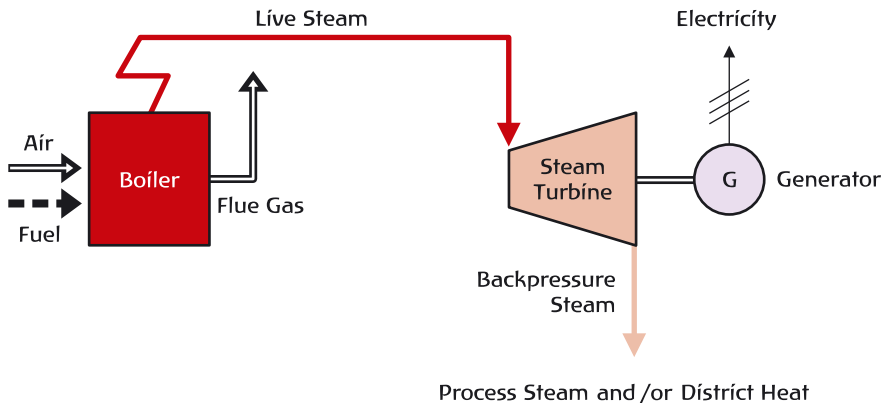 Live Steam
Electricity
Air
Boiler
Steam
Turbine
G
Generator
Flue Gas
Fuel
Backpressure
Steam
Process Steam and /or District Heat